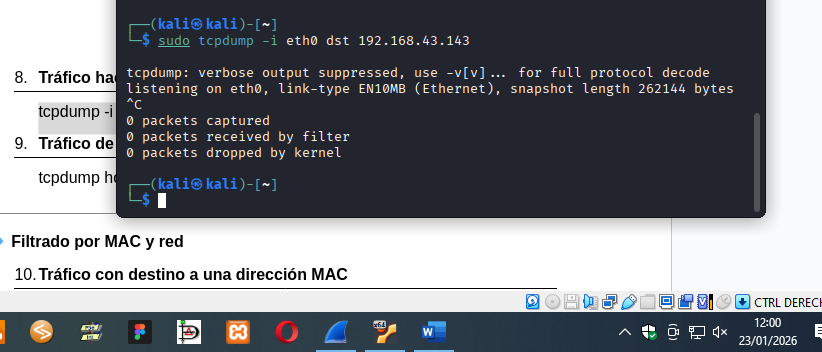 ┌──(kali㉿kali)-[~]
└─$ sudo tcpdump -i eth0 dst 192.168.43.143
tcpdump: verbose output suppressed, use -v[v]... for full protocol decode
listening on eth0, link-type EN10MB (Ethernet), snapshot length 262144 bytes
^C
0 packets captured
0 packets received by filter
0 packets dropped by kernel
┌──(kali㉿kali)-[~]
└─$
8. Tráfico hac
tcpdump -i
9. Tráfico de
tcpdump ho
Filtrado por MAC y red
10. Tráfico con destino a una dirección MAC
CTRL DERECH
12:00
23/01/2026